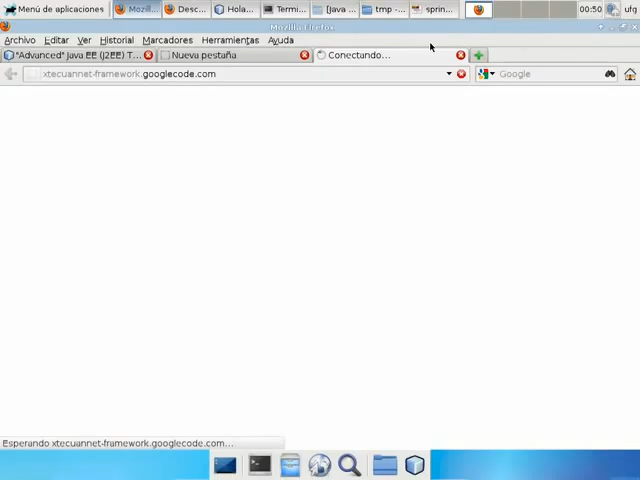 Menú de aplicaciones Mozill... Desc... Hola... Termi... [Java ... tmp -... sprin... 00:50 ufg
Mozilla Firefox
Archivo Editar Ver Historial Marcadores Herramientas Ayuda
"Advanced" Java EE (J2EE) T... Nueva pestaña Conectando...
xtecuannet-framework.googlecode.com Google
Esperando xtecuannet-framework.googlecode.com...